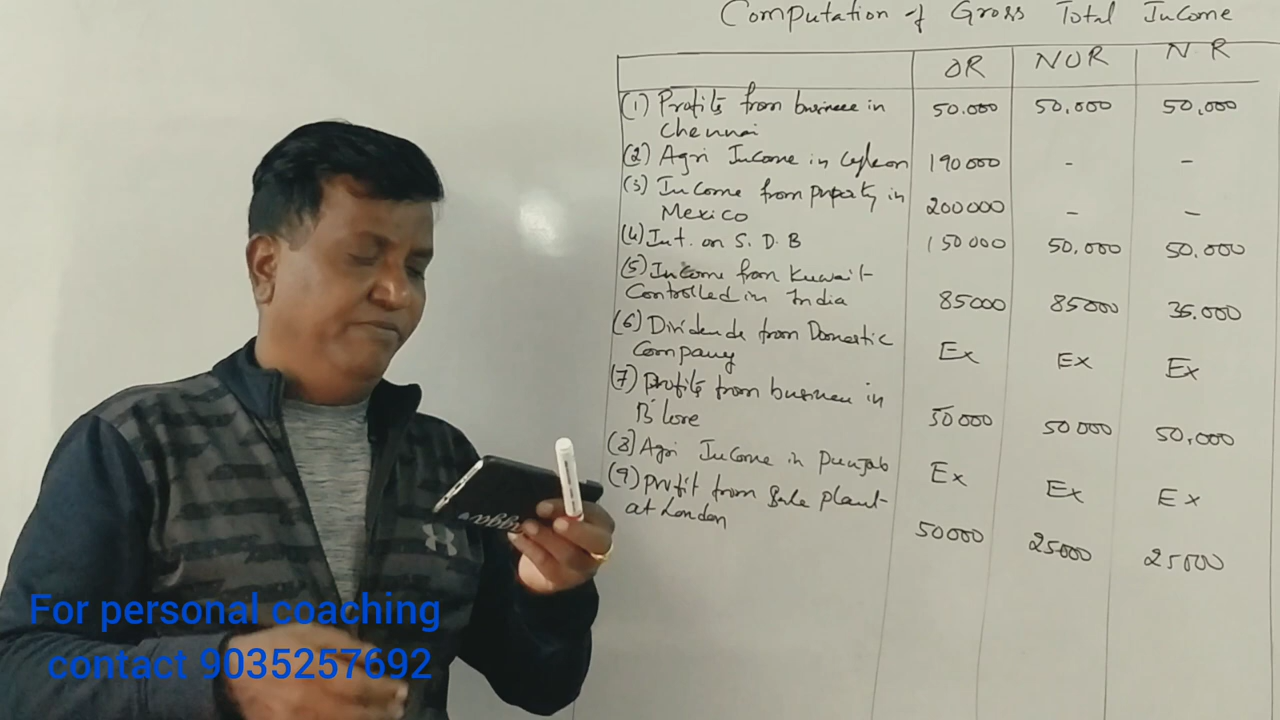 Computation of Gross Total Income
OR NOR NR
(1) Profits from business in 50.000 50,000 50,000
Chennai
(2) Agri Income in Ceylon 190000 - -
(3) Income from property in
Mexico 200000 - -
(4) Int. on S. D. B 150000 50,000 50,000
(5) Income from Kuwait
Controlled in India 85000 85000 35.000
(6) Dividends from Domestic
Company Ex Ex Ex
(7) Profits from business in
B'lore 50000 50000 50,000
(8) Agri Income in Punjab Ex Ex Ex
(9) Profit from sale plant
at London 50000 25000 25000
For personal coaching
contact 9035257692